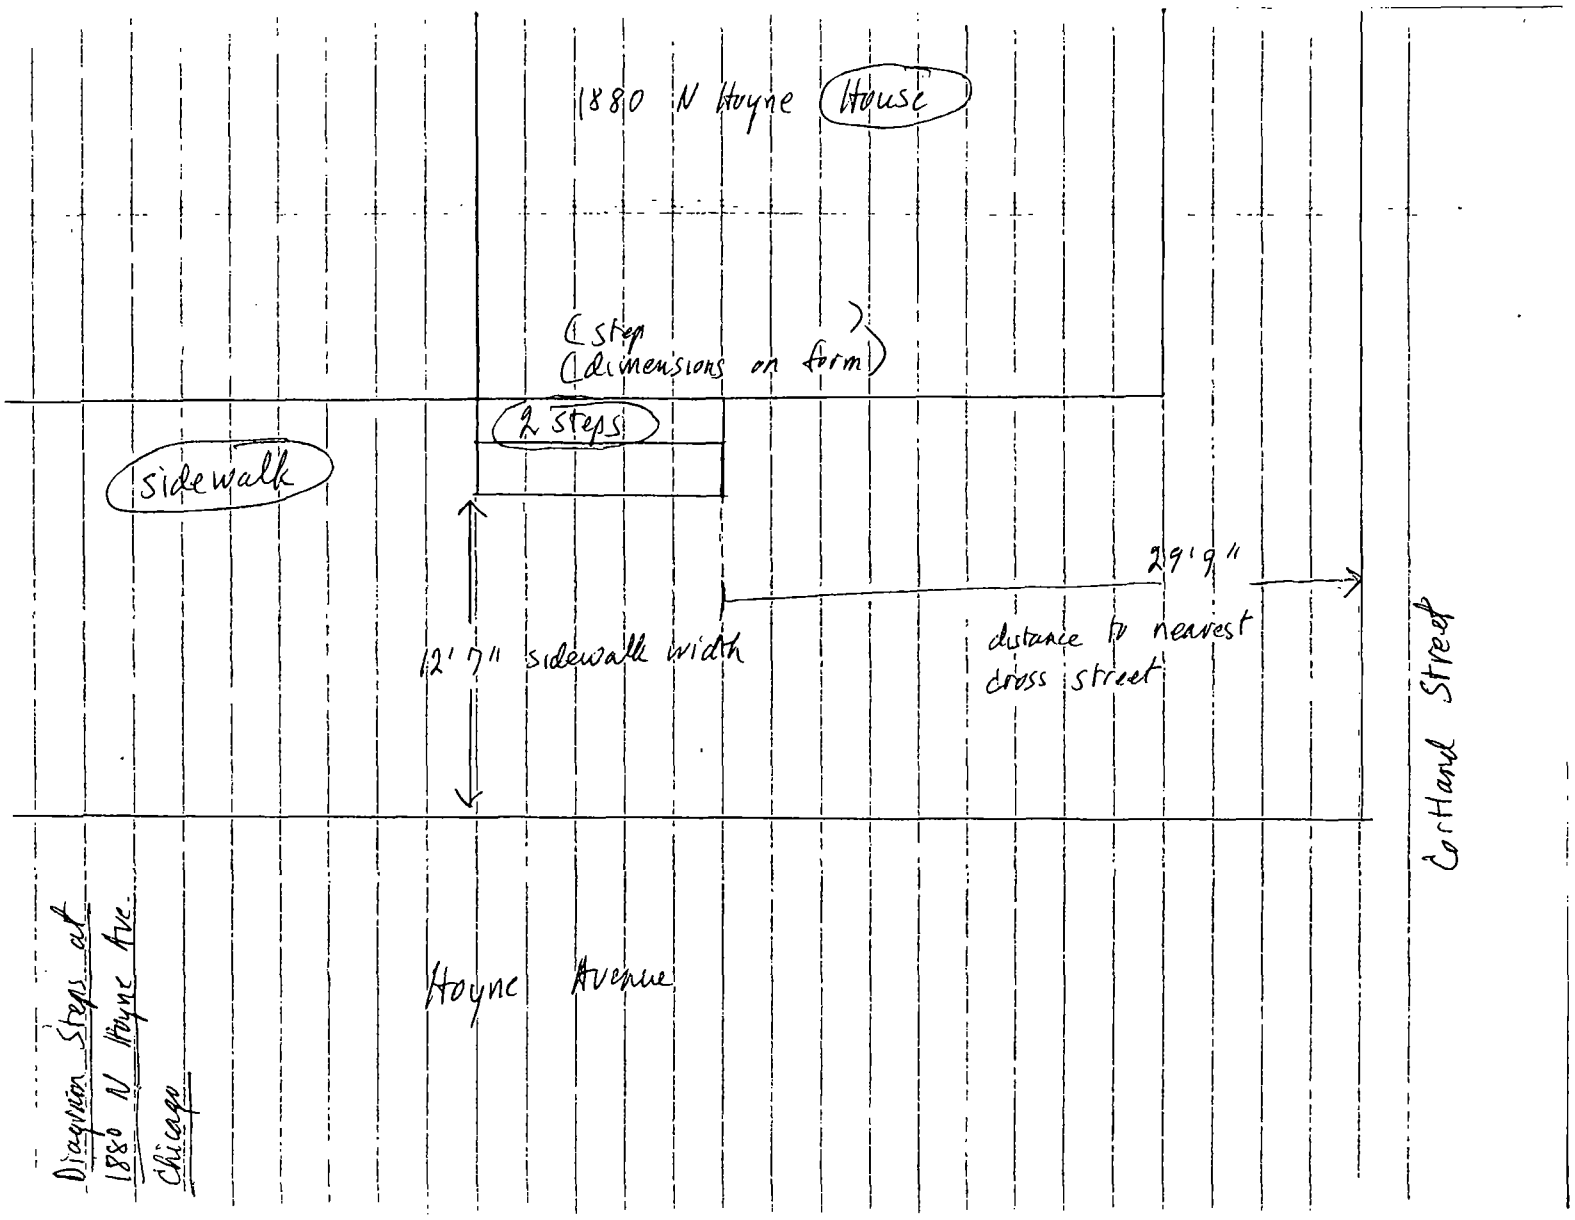 1880 N Hoyne House
(step )
(dimensions on form)
2 steps
sidewalk
29'9"
12'7" sidewalk width
distance to nearest
cross street
Cortland Street
Hoyne Avenue
Diagram Steps at
1880 N Hoyne Ave.
Chicago